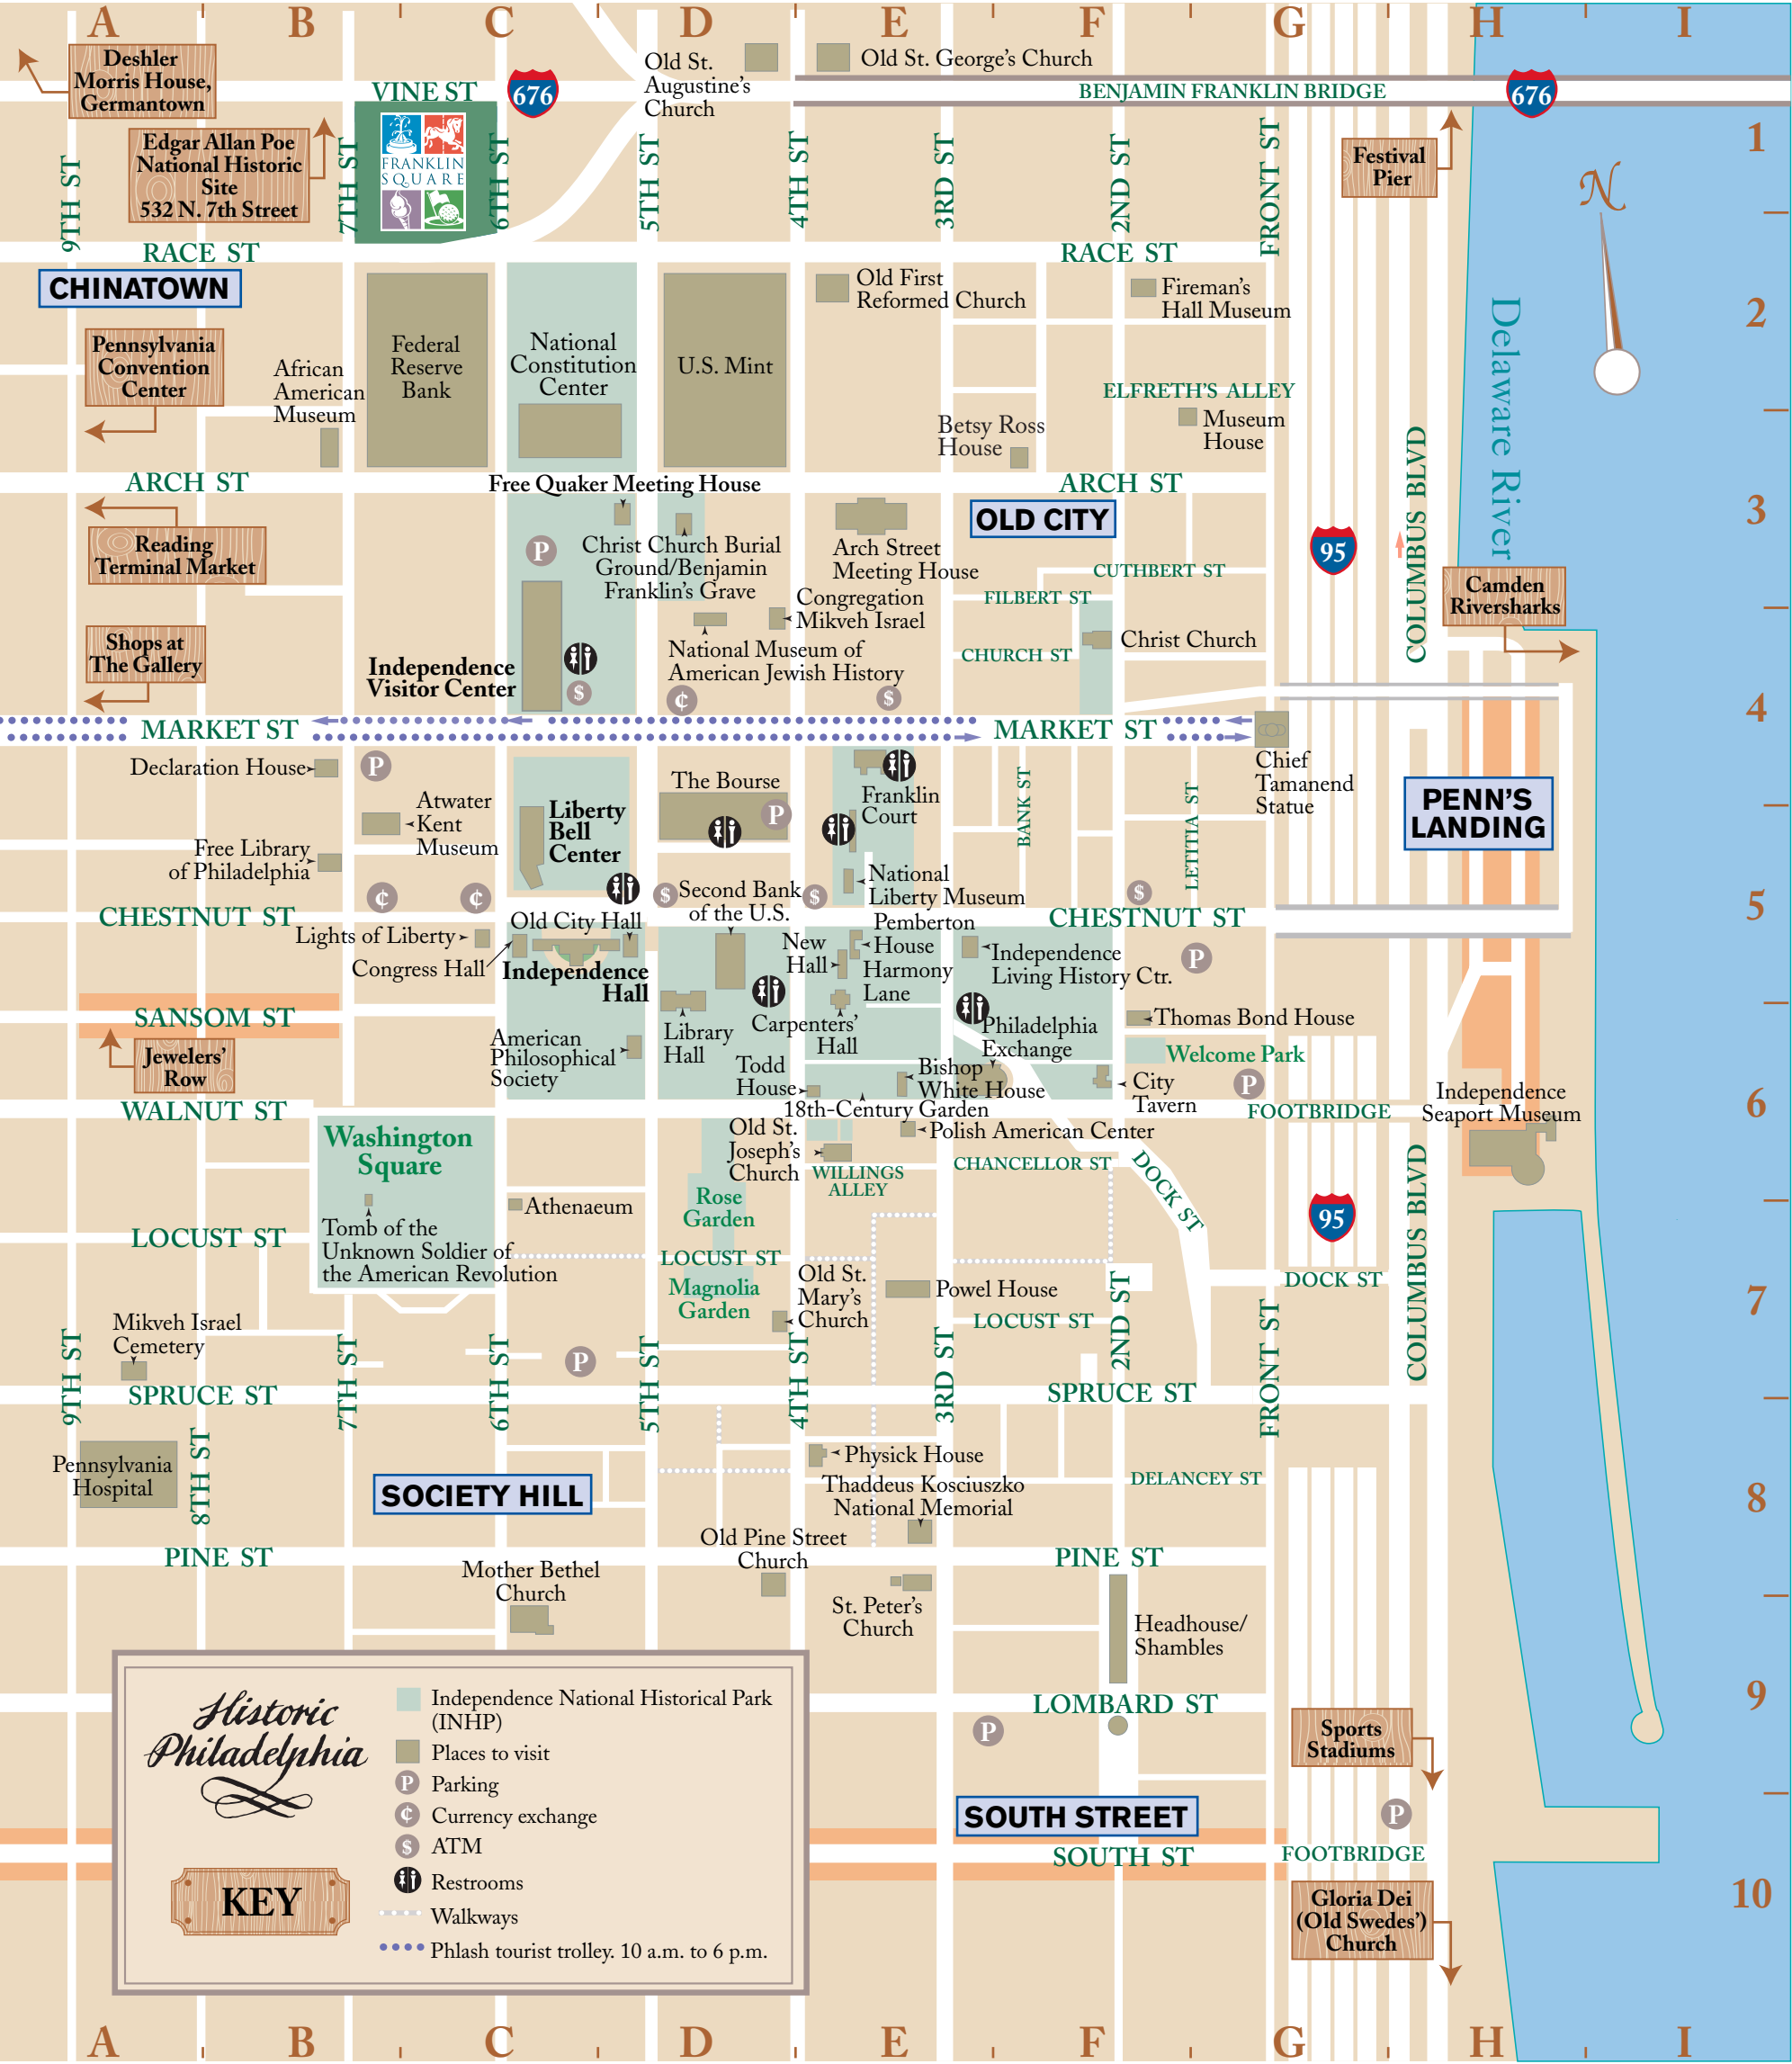 A B C D E F G H I
Deshler
Morris House,
Germantown
Edgar Allan Poe
National Historic
Site
532 N. 7th Street
VINE ST
676
FRANKLIN
SQUARE
Old St.
Augustine's
Church
Old St. George's Church
BENJAMIN FRANKLIN BRIDGE
676
Festival
Pier
1
N
9TH ST
7TH ST
6TH ST
5TH ST
4TH ST
3RD ST
2ND ST
FRONT ST
RACE ST
RACE ST
CHINATOWN
Pennsylvania
Convention
Center
African
American
Museum
Federal
Reserve
Bank
National
Constitution
Center
U.S. Mint
Old First
Reformed Church
Fireman's
Hall Museum
2
Delaware River
ELFRETH'S ALLEY
Museum
House
Betsy Ross
House
ARCH ST
ARCH ST
Free Quaker Meeting House
OLD CITY
3
Reading
Terminal Market
P
Christ Church Burial
Ground/Benjamin
Franklin's Grave
Arch Street
Meeting House
95
COLUMBUS BLVD
CUTHBERT ST
FILBERT ST
Camden
Riversharks
Congregation
Mikveh Israel
Christ Church
CHURCH ST
Shops at
The Gallery
Independence
Visitor Center
$
National Museum of
American Jewish History
¢
$
4
MARKET ST
MARKET ST
Chief
Tamanend
Statue
Declaration House
P
Atwater
Kent
Museum
Free Library
of Philadelphia
Liberty
Bell
Center
The Bourse
P
Franklin
Court
BANK ST
LETITIA ST
PENN'S
LANDING
National
Liberty Museum
¢
¢
$
Second Bank
of the U.S.
$
$
5
CHESTNUT ST
CHESTNUT ST
Old City Hall
Lights of Liberty
Congress Hall
Independence
Hall
New
Hall
Pemberton
House
Harmony
Lane
Independence
Living History Ctr.
P
SANSOM ST
Jewelers'
Row
American
Philosophical
Society
Library
Hall
Carpenters'
Hall
Philadelphia
Exchange
Thomas Bond House
Welcome Park
Todd
House
Bishop
White House
City
Tavern
P
Independence
Seaport Museum
6
WALNUT ST
18th-Century Garden
FOOTBRIDGE
Washington
Square
Old St.
Joseph's
Church
Polish American Center
WILLINGS
ALLEY
CHANCELLOR ST
DOCK ST
COLUMBUS BLVD
95
Tomb of the
Unknown Soldier of
the American Revolution
Athenaeum
Rose
Garden
LOCUST ST
LOCUST ST
Magnolia
Garden
Old St.
Mary's
Church
Powel House
LOCUST ST
DOCK ST
7
Mikveh Israel
Cemetery
9TH ST
7TH ST
6TH ST
P
5TH ST
4TH ST
3RD ST
2ND ST
FRONT ST
SPRUCE ST
SPRUCE ST
Pennsylvania
Hospital
8TH ST
SOCIETY HILL
Physick House
Thaddeus Kosciuszko
National Memorial
DELANCEY ST
8
Old Pine Street
Church
PINE ST
PINE ST
Mother Bethel
Church
St. Peter's
Church
Headhouse/
Shambles
9
LOMBARD ST
P
Sports
Stadiums
SOUTH STREET
P
SOUTH ST
FOOTBRIDGE
10
Gloria Dei
(Old Swedes')
Church
Historic
Philadelphia
KEY
Independence National Historical Park
(INHP)
Places to visit
P Parking
¢ Currency exchange
$ ATM
Restrooms
Walkways
Phlash tourist trolley. 10 a.m. to 6 p.m.
A B C D E F G H I